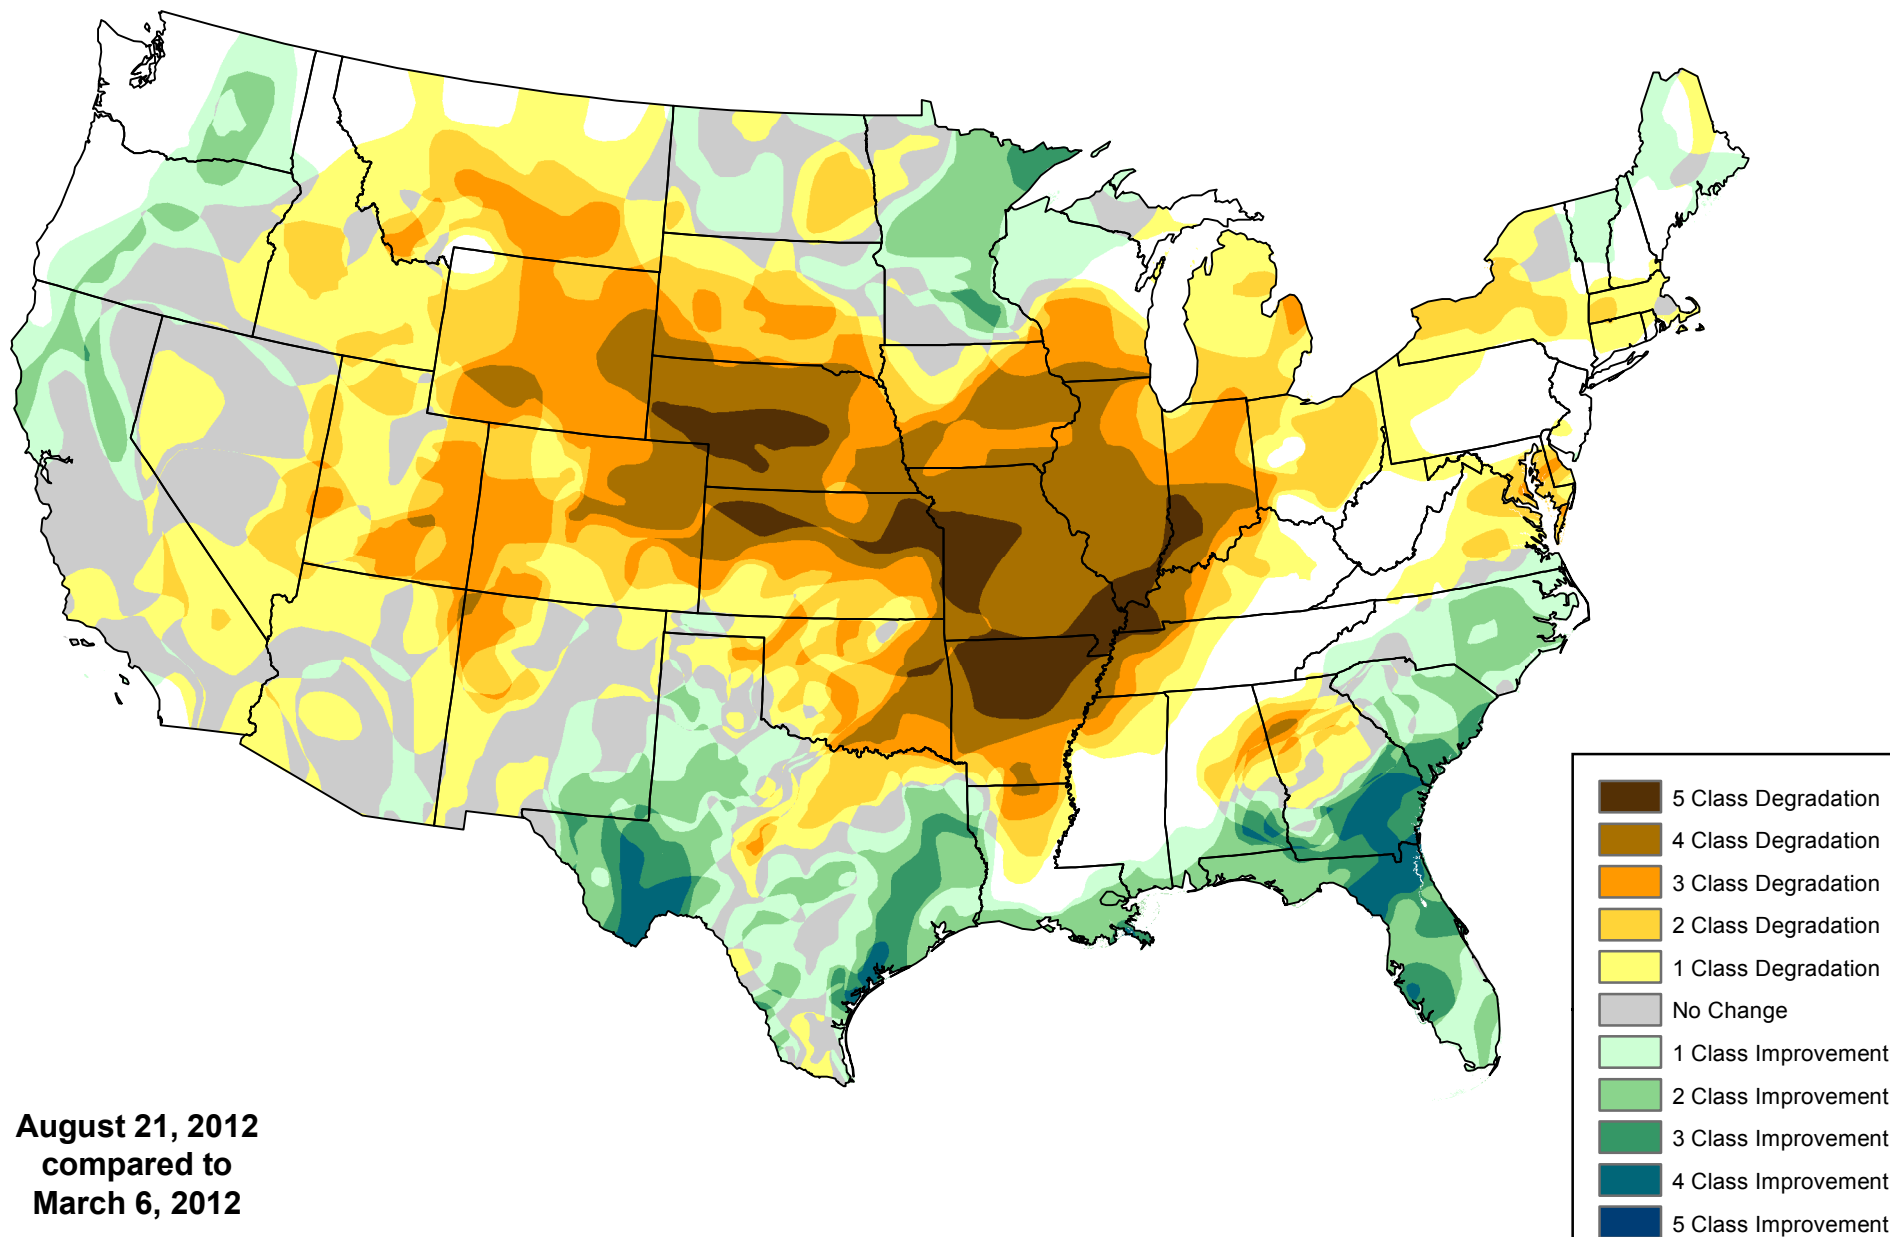 5 Class Degradation
4 Class Degradation
3 Class Degradation
2 Class Degradation
1 Class Degradation
No Change
1 Class Improvement
2 Class Improvement
3 Class Improvement
4 Class Improvement
5 Class Improvement
August 21, 2012
compared to
March 6, 2012